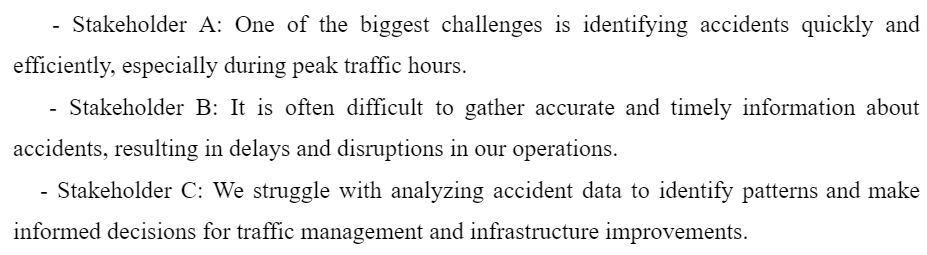 - Stakeholder A: One of the biggest challenges is identifying accidents quickly and
efficiently, especially during peak traffic hours.
- Stakeholder B: It is often difficult to gather accurate and timely information about
accidents, resulting in delays and disruptions in our operations.
- Stakeholder C: We struggle with analyzing accident data to identify patterns and make
informed decisions for traffic management and infrastructure improvements.